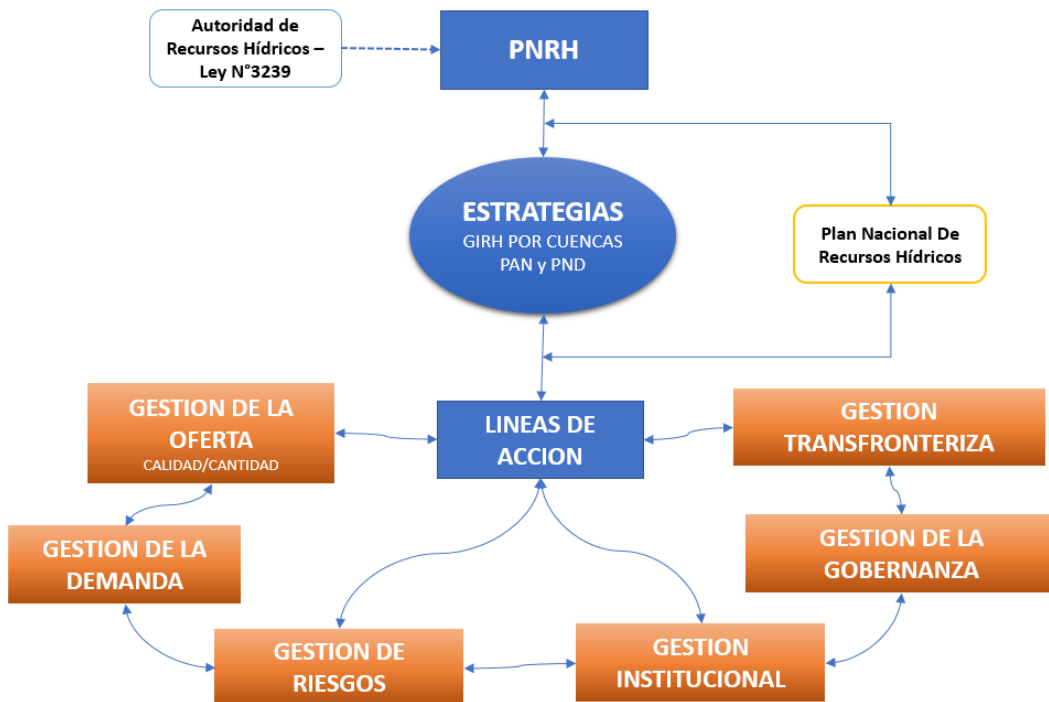 Autoridad de
Recursos Hídricos –
Ley N°3239
PNRH
ESTRATEGIAS
GIRH POR CUENCAS
PAN y PND
Plan Nacional De
Recursos Hídricos
GESTION DE LA
OFERTA
CALIDAD/CANTIDAD
LINEAS DE
ACCION
GESTION
TRANSFRONTERIZA
GESTION DE LA
DEMANDA
GESTION DE LA
GOBERNANZA
GESTION DE
RIESGOS
GESTION
INSTITUCIONAL